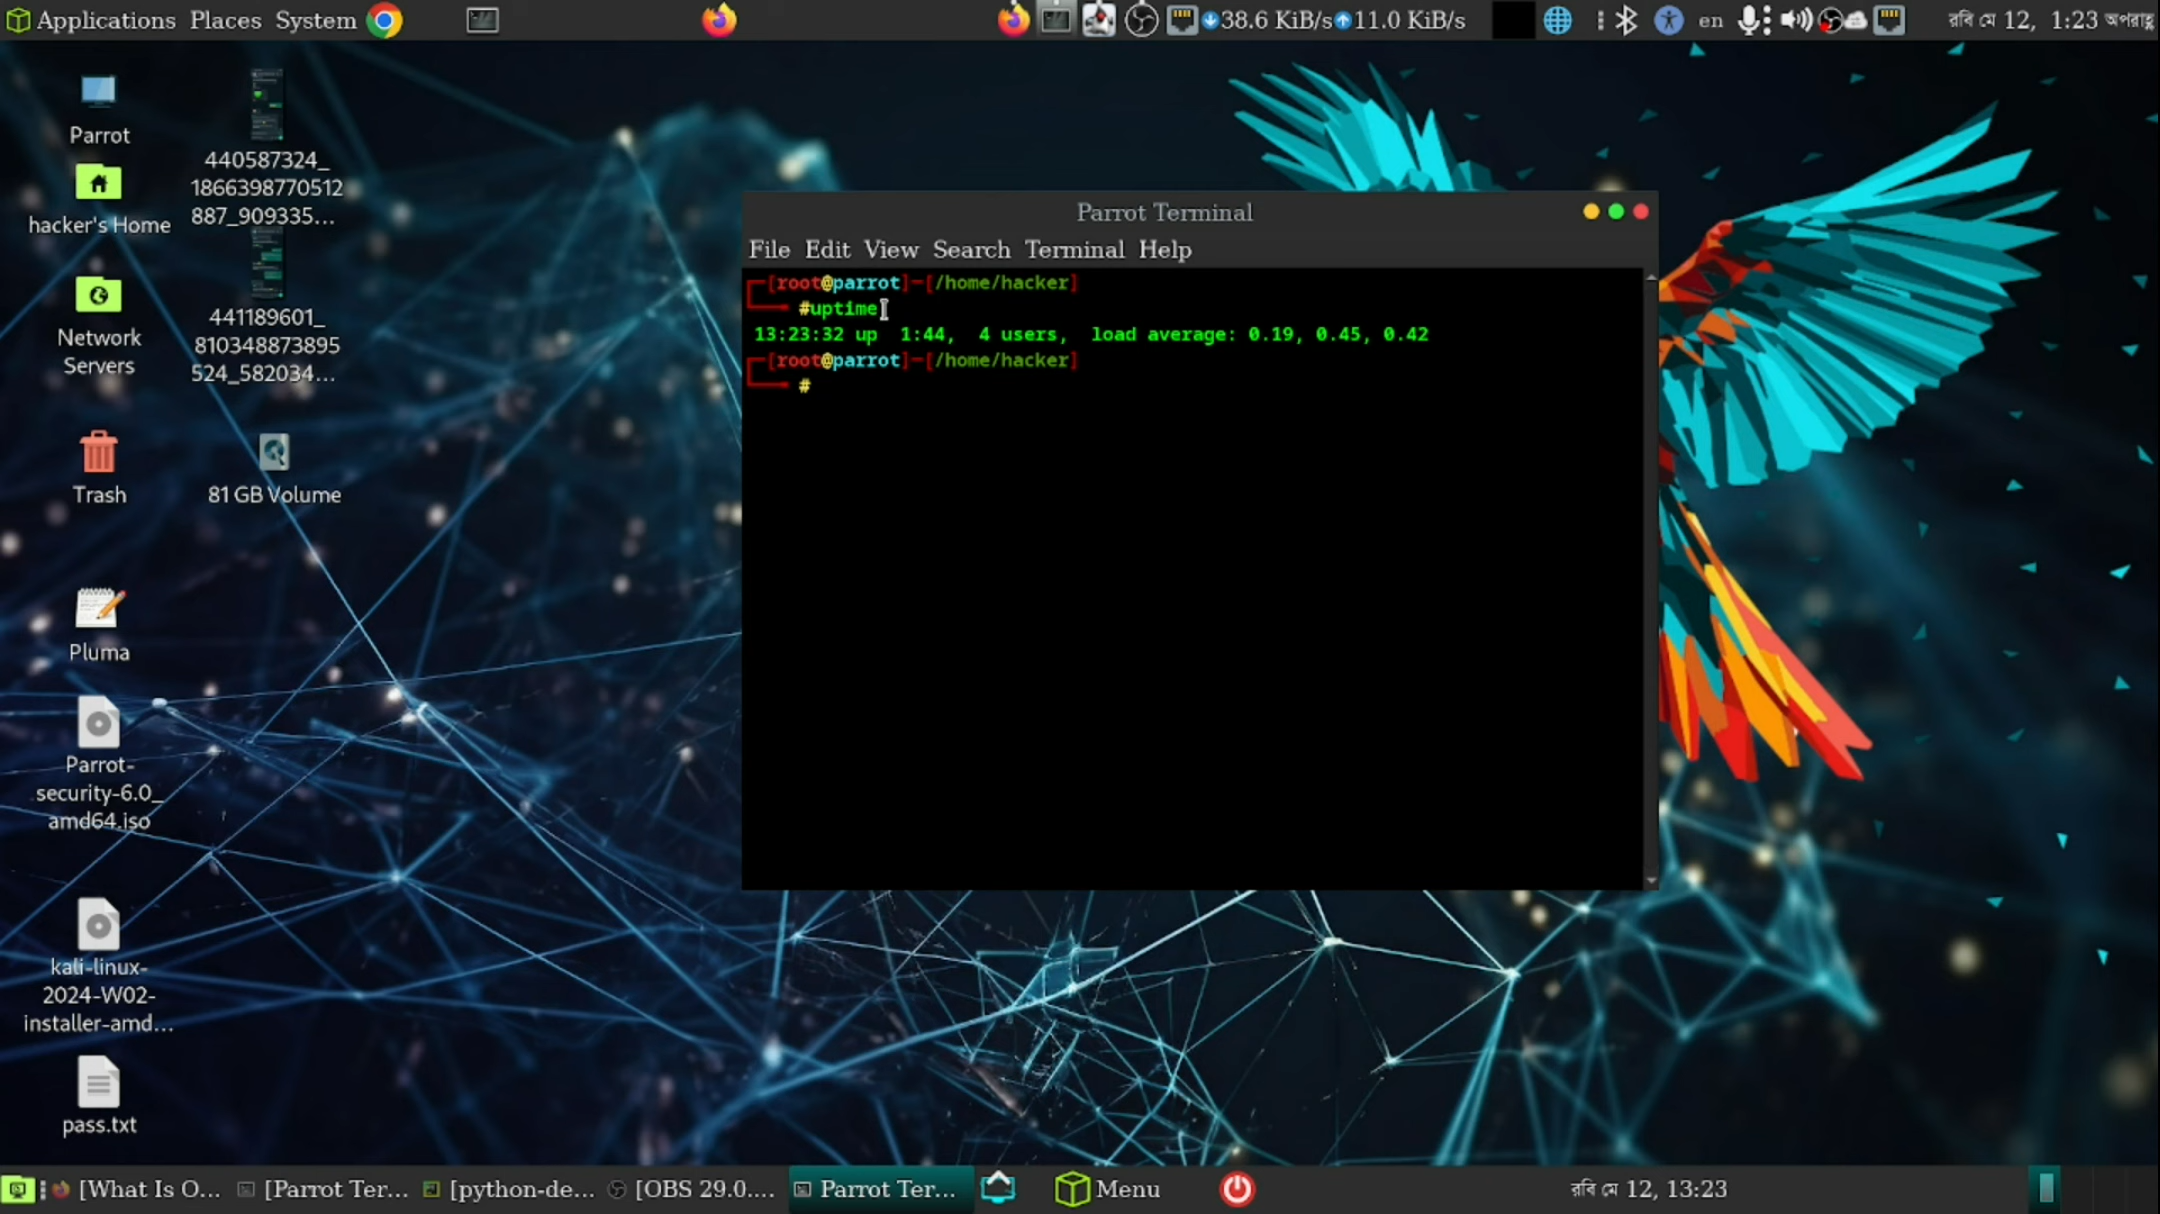 Applications Places System
38.6 KiB/s 11.0 KiB/s
en
রবি মে 12, 1:23 অপরাহ্ণ
Parrot
hacker's Home
Network
Servers
Trash
Pluma
Parrot-
security-6.0_
amd64.iso
kali-linux-
2024-W02-
installer-amd...
pass.txt
440587324_
1866398770512
887_909335...
441189601_
810348873895
524_582034...
81 GB Volume
Parrot Terminal
File Edit View Search Terminal Help
[root@parrot]-[/home/hacker]
#uptime
13:23:32 up 1:44, 4 users, load average: 0.19, 0.45, 0.42
[root@parrot]-[/home/hacker]
#
[What Is O... [Parrot Ter... [python-de... [OBS 29.0.... Parrot Ter... Menu রবি মে 12, 13:23